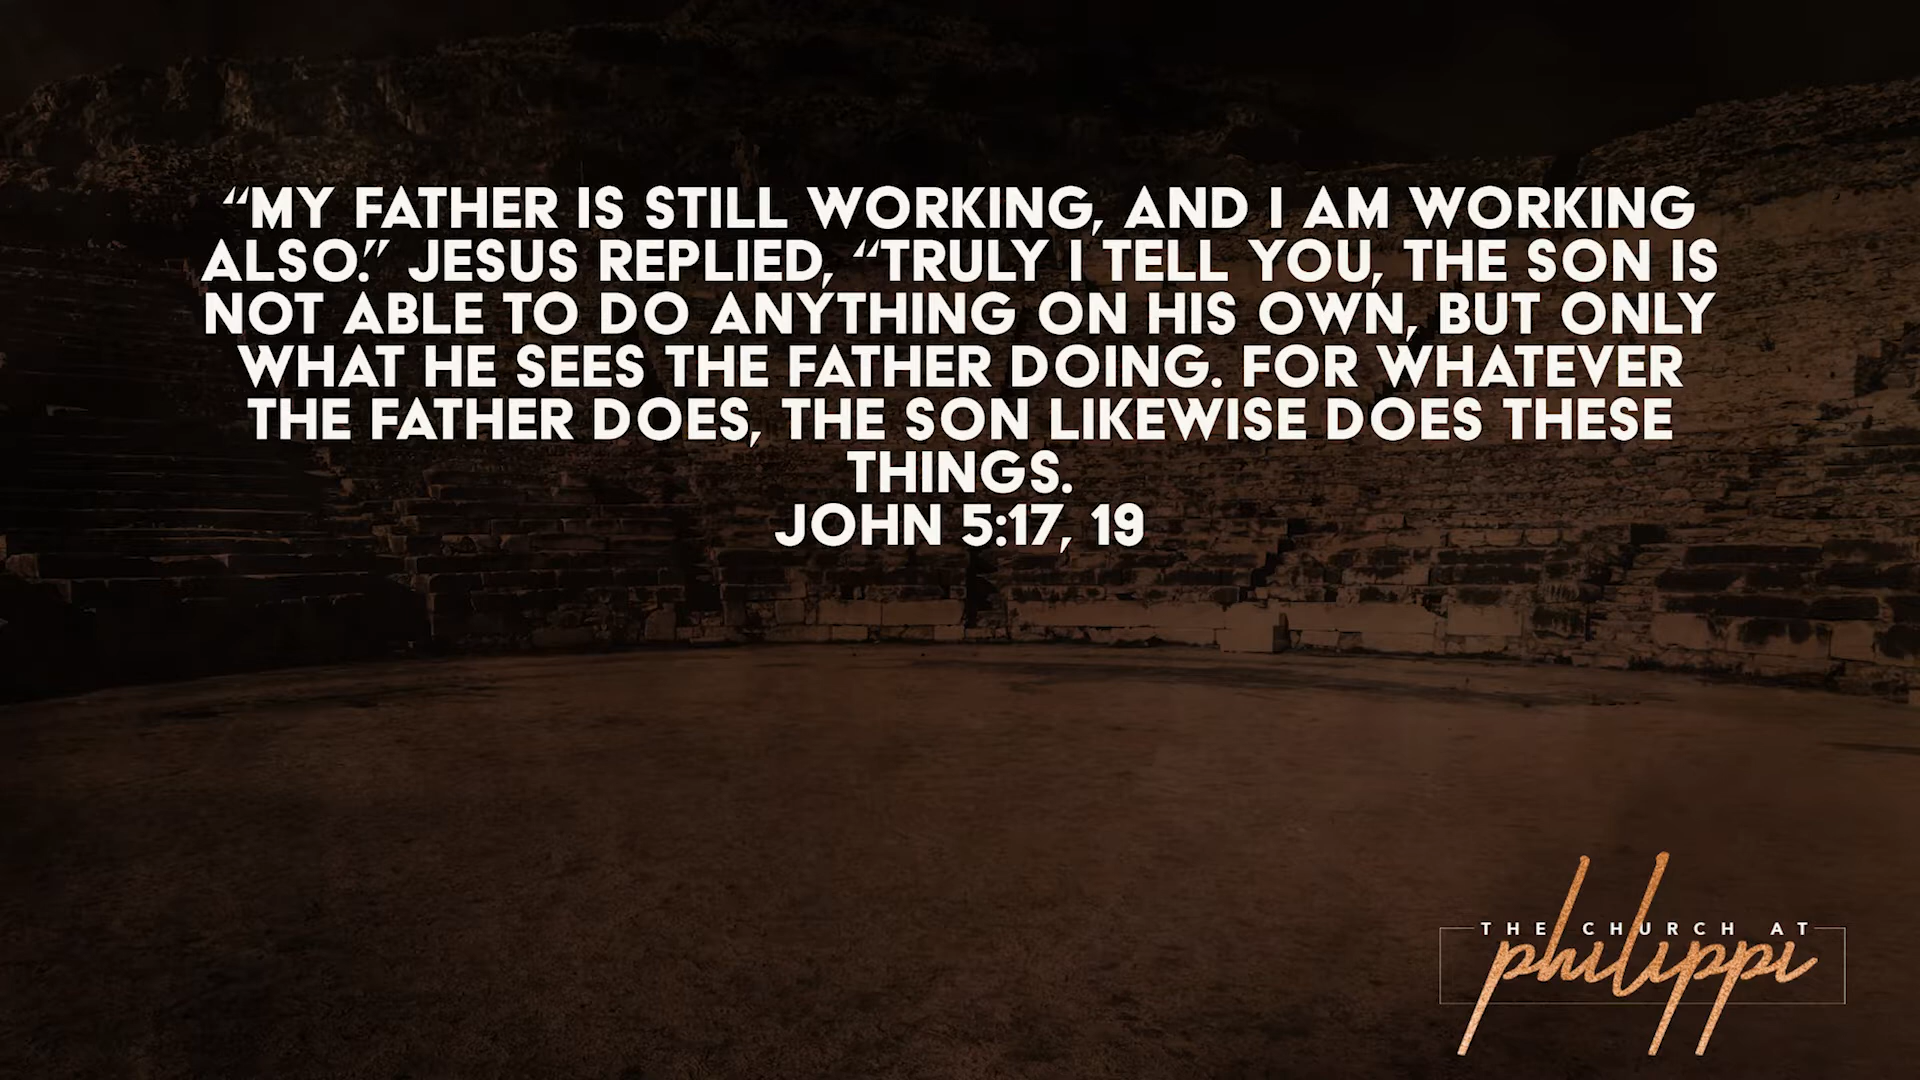 “MY FATHER IS STILL WORKING, AND I AM WORKING
ALSO.” JESUS REPLIED, “TRULY I TELL YOU, THE SON IS
NOT ABLE TO DO ANYTHING ON HIS OWN, BUT ONLY
WHAT HE SEES THE FATHER DOING. FOR WHATEVER
THE FATHER DOES, THE SON LIKEWISE DOES THESE
THINGS.
JOHN 5:17, 19
THE CHURCH AT
philippi